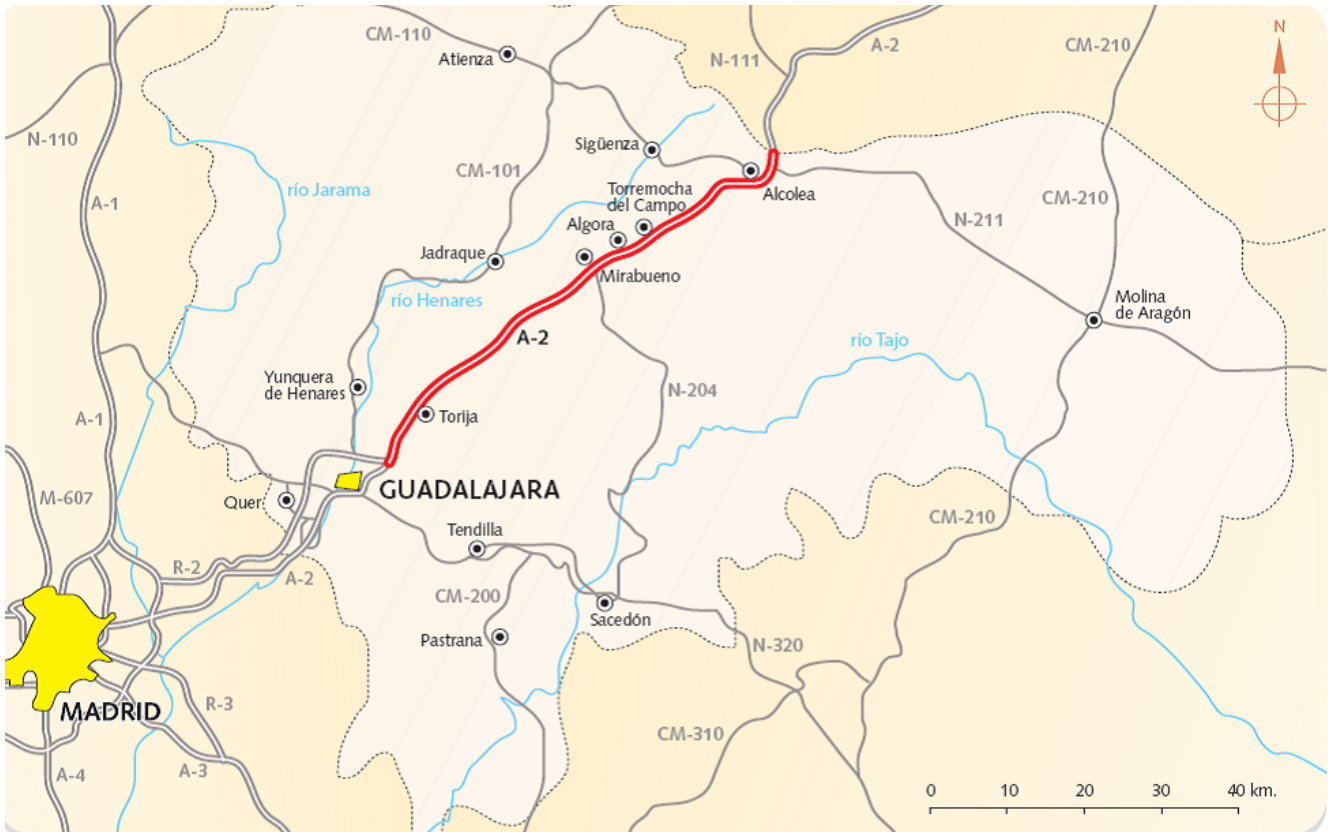 CM-110
Atienza
N-111
A-2
CM-210
N
N-110
Sigüenza
CM-101
río Jarama
Torremocha
del Campo
Alcolea
CM-210
A-1
Algora
N-211
Jadraque
Mirabueno
río Henares
Molina
de Aragón
A-2
río Tajo
Yunquera
de Henares
N-204
A-1
Torija
M-607
Quer
GUADALAJARA
CM-210
Tendilla
R-2
A-2
CM-200
Sacedón
Pastrana
N-320
MADRID
R-3
CM-310
A-4
A-3
0 10 20 30 40 km.